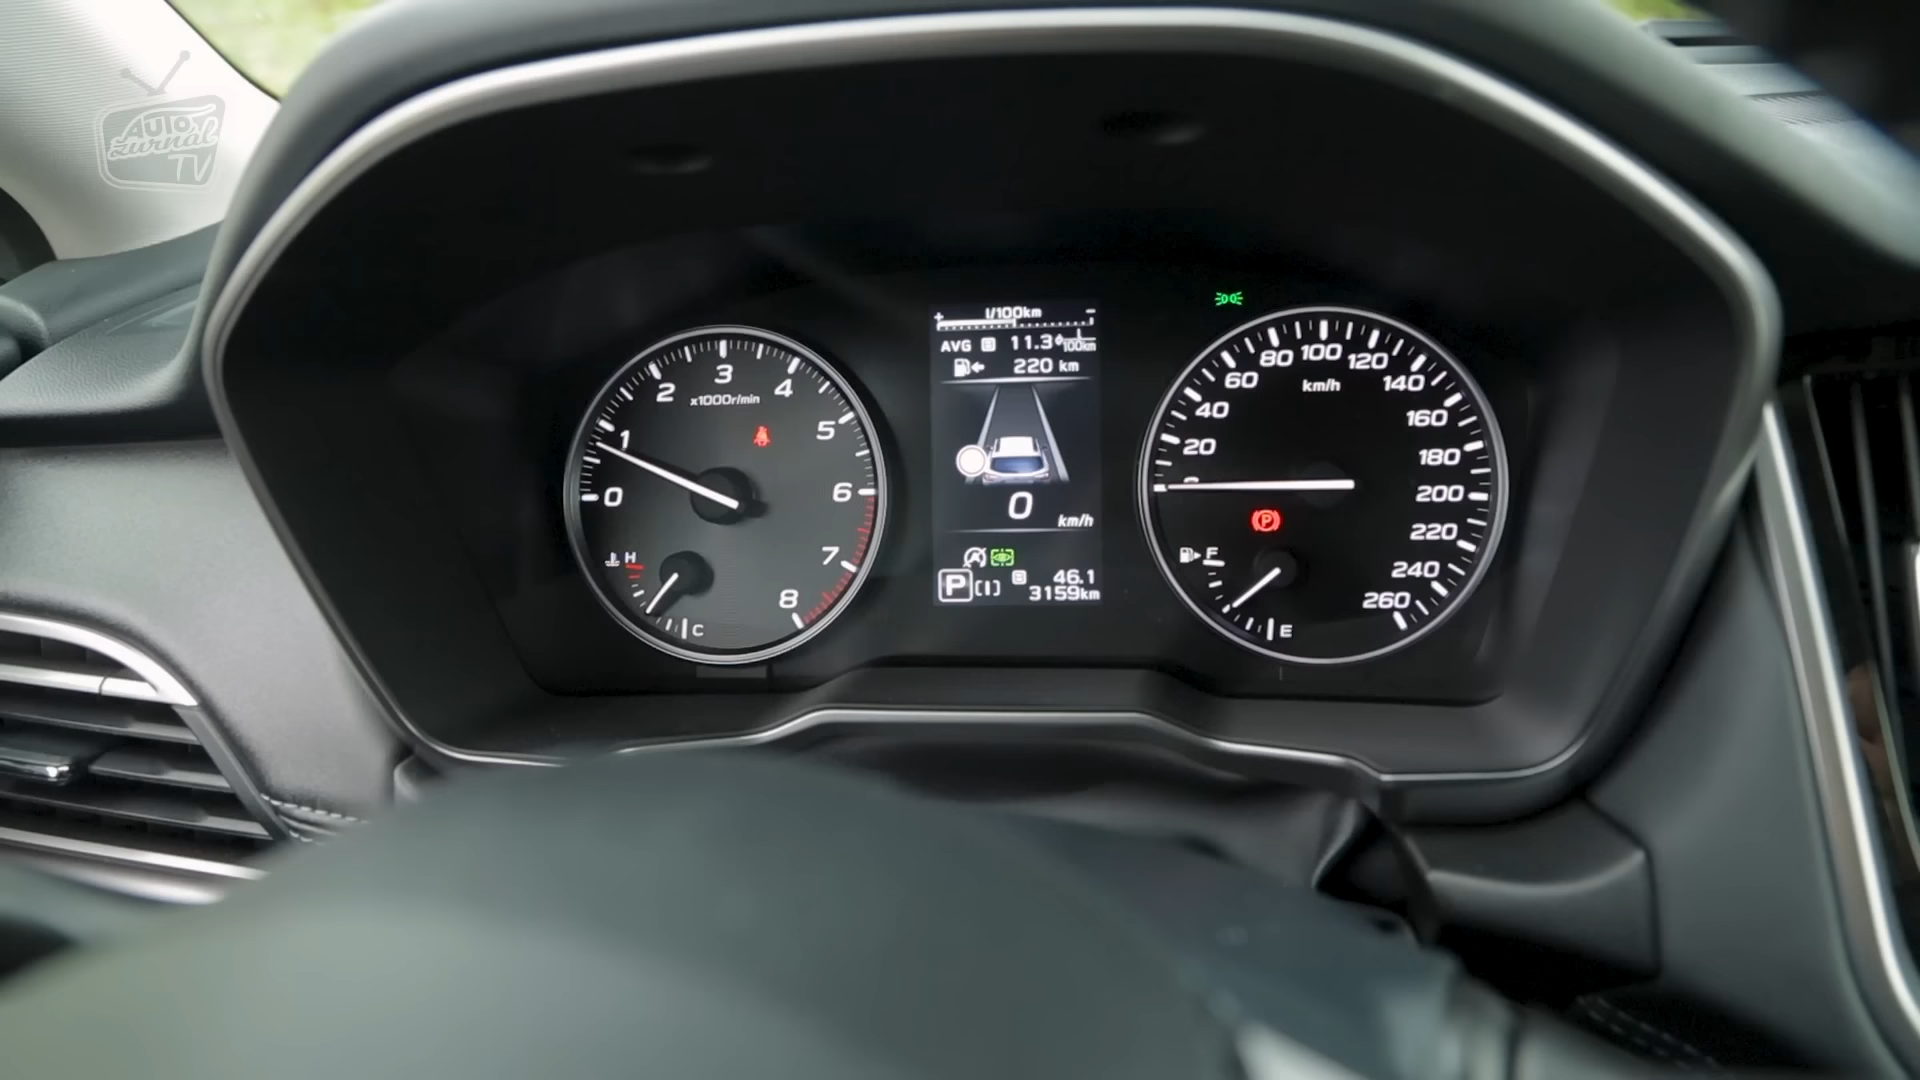 AUTO
žurnál
TV
0
1
2
3
4
5
6
7
8
x1000r/min
H
C
+ l/100km -
AVG B 11.3 l/100km
220 km
0 km/h
P [I] B 46.1
3159km
20
40
60
80
100
120
140
160
180
200
220
240
260
km/h
P
F
E